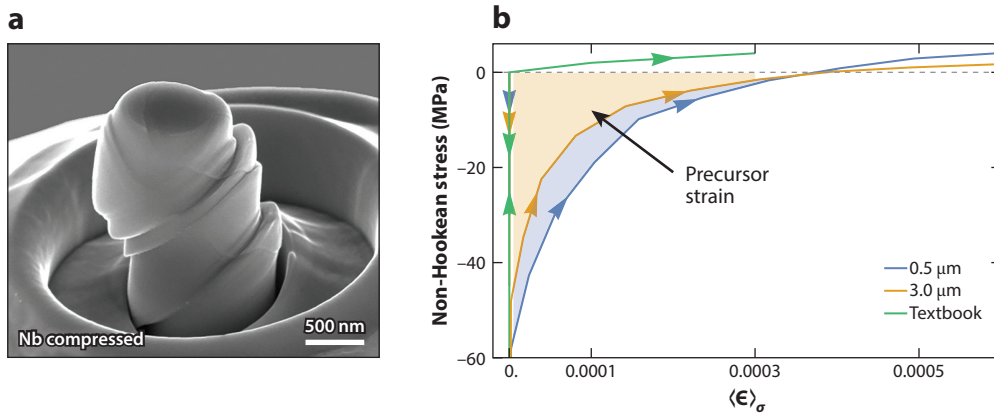 a
Nb compressed
500 nm
b
Non-Hookean stress (MPa)
0
−20
−40
−60
0.
0.0001
0.0003
0.0005
⟨ϵ⟩σ
Precursor
strain
0.5 μm
3.0 μm
Textbook